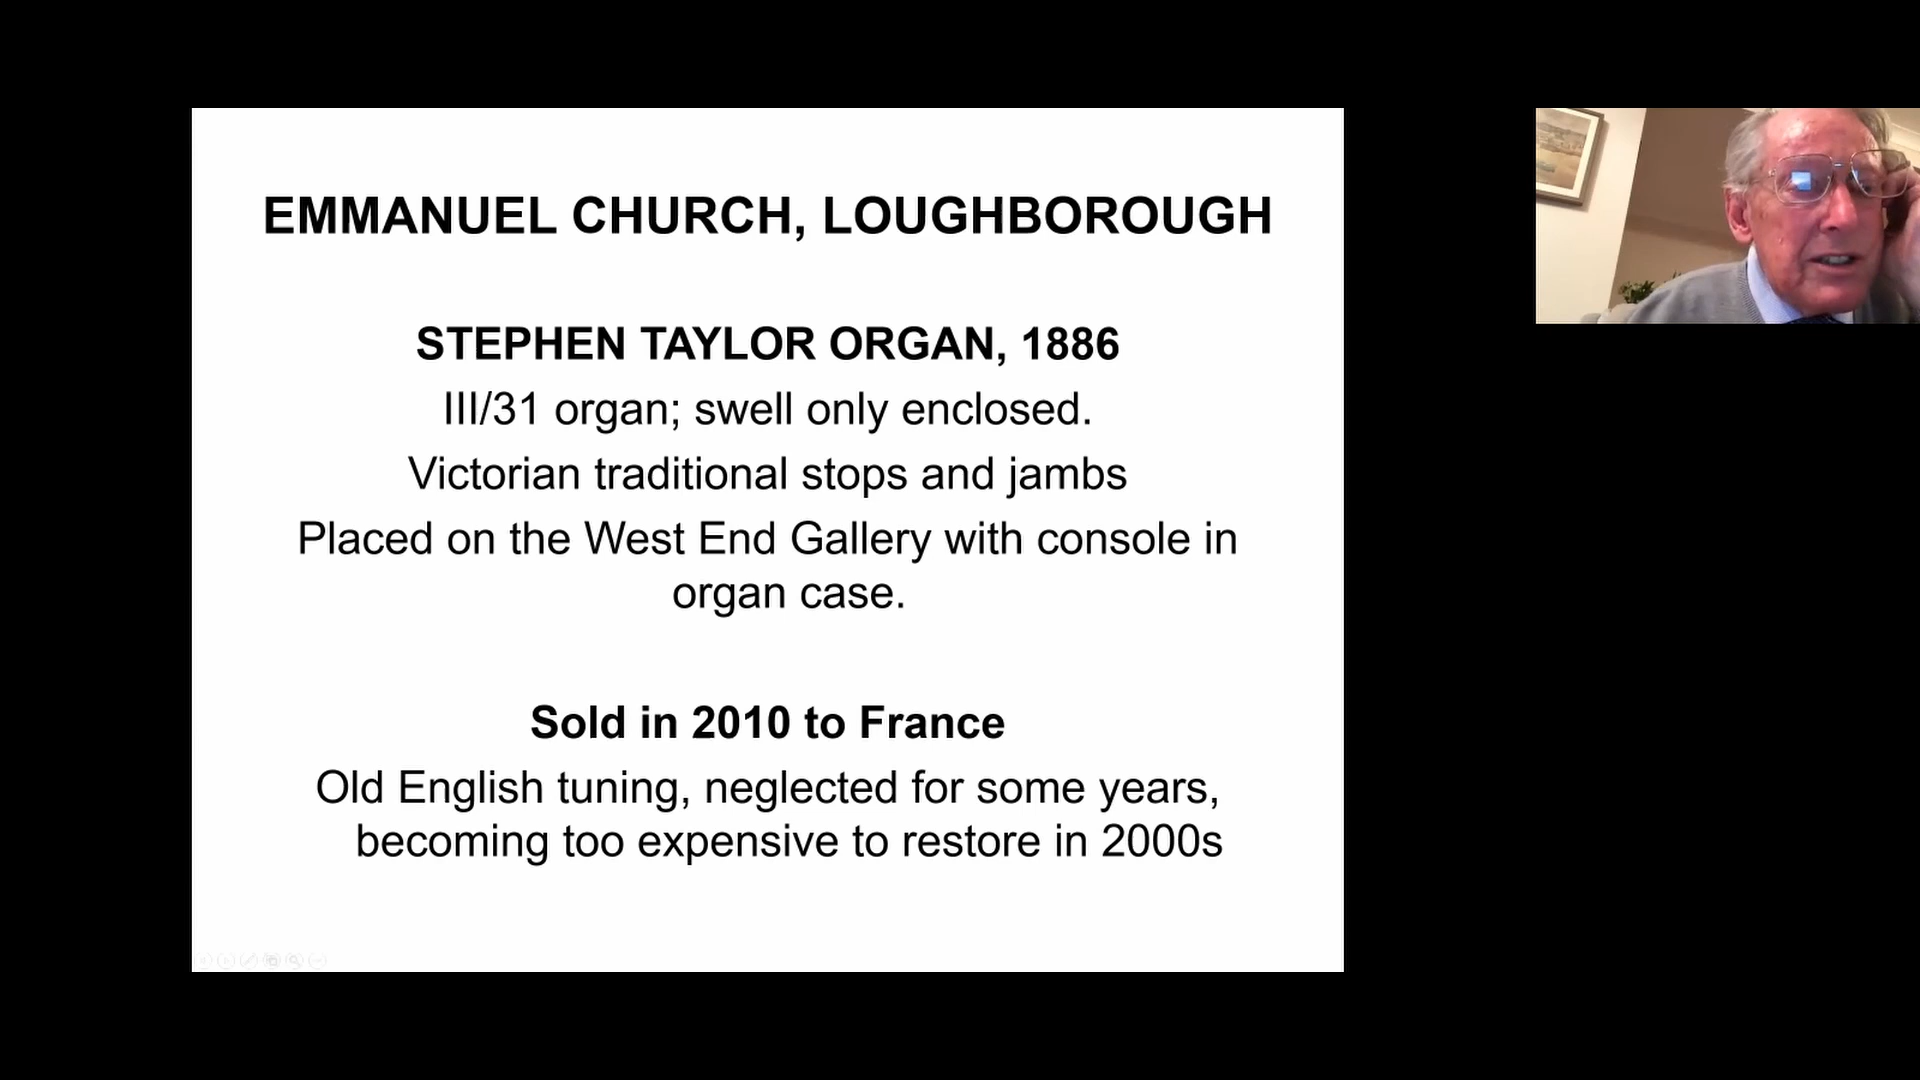 EMMANUEL CHURCH, LOUGHBOROUGH
STEPHEN TAYLOR ORGAN, 1886
III/31 organ; swell only enclosed.
Victorian traditional stops and jambs
Placed on the West End Gallery with console in
organ case.
Sold in 2010 to France
Old English tuning, neglected for some years,
becoming too expensive to restore in 2000s